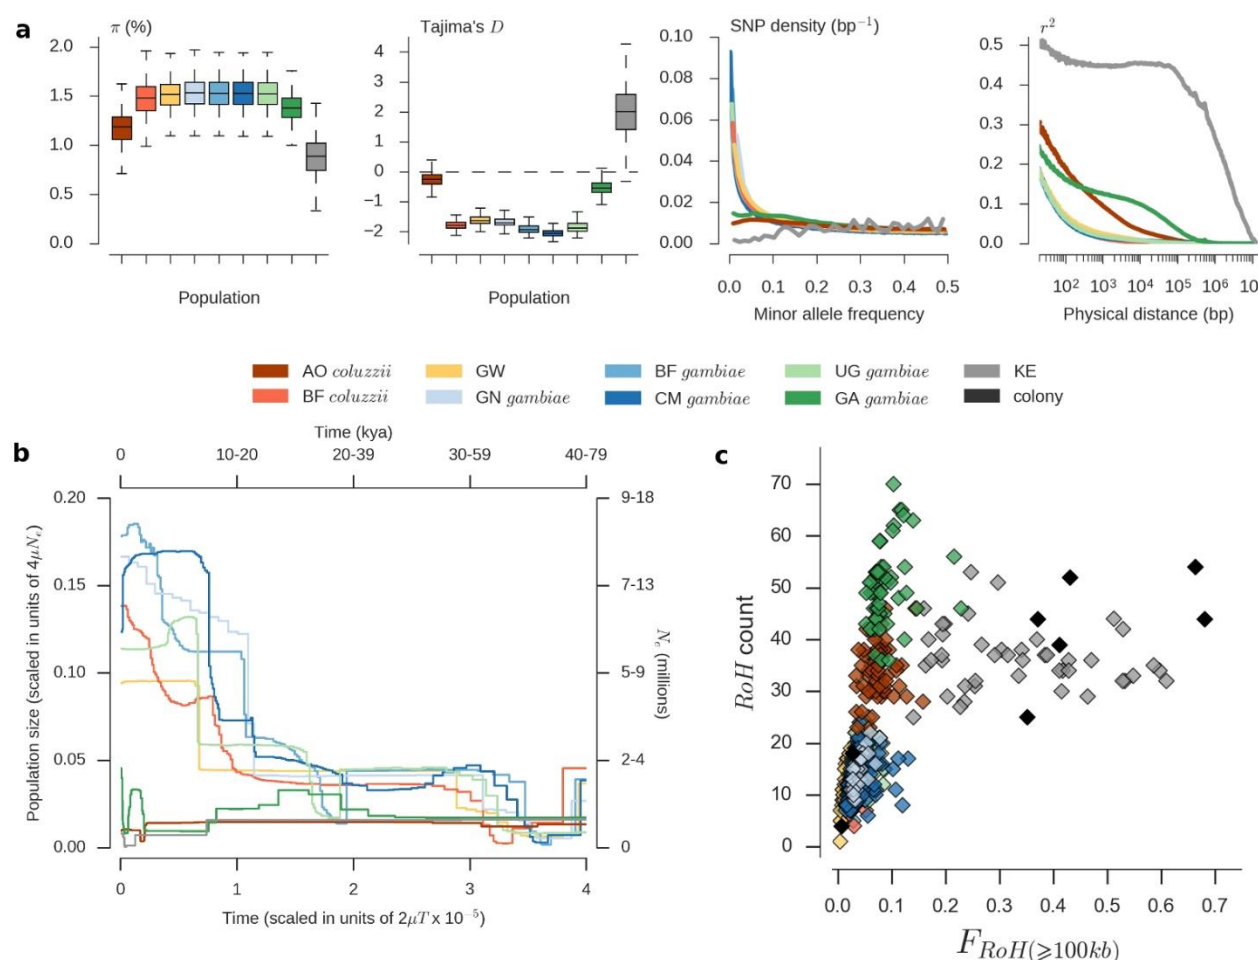 a
π (%)
2.0
1.5
1.0
0.5
0.0
Population
Tajima's D
4
3
2
1
0
−1
−2
Population
SNP density (bp−1)
0.10
0.08
0.06
0.04
0.02
0.00
0.0 0.1 0.2 0.3 0.4 0.5
Minor allele frequency
r2
0.5
0.4
0.3
0.2
0.1
0.0
102 103 104 105 106 10
Physical distance (bp)
AO coluzzii GW BF gambiae UG gambiae KE
BF coluzzii GN gambiae CM gambiae GA gambiae colony
b
Time (kya)
0 10-20 20-39 30-59 40-79
Population size (scaled in units of 4μNe)
0.20
0.15
0.10
0.05
0.00
9-18
7-13
5-9
2-4
0
Ne (millions)
0 1 2 3 4
Time (scaled in units of 2μT x 10−5)
c
RoH count
70
60
50
40
30
20
10
0
0.0 0.1 0.2 0.3 0.4 0.5 0.6 0.7
FRoH(⩾100kb)